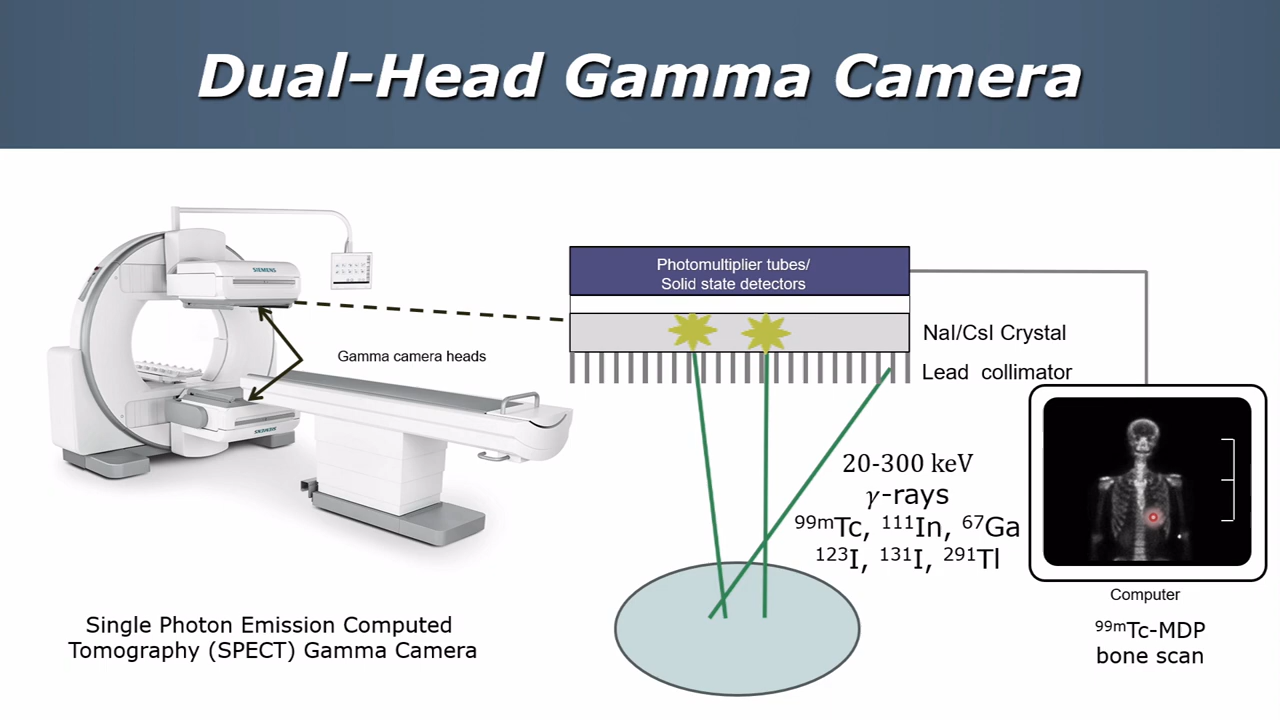 Dual-Head Gamma Camera
SIEMENS
SIEMENS
Gamma camera heads
Photomultiplier tubes/
Solid state detectors
NaI/CsI Crystal
Lead collimator
20-300 keV
γ-rays
⁹⁹ᵐTc, ¹¹¹In, ⁶⁷Ga
¹²³I, ¹³¹I, ²⁹¹Tl
Computer
⁹⁹ᵐTc-MDP
bone scan
Single Photon Emission Computed
Tomography (SPECT) Gamma Camera